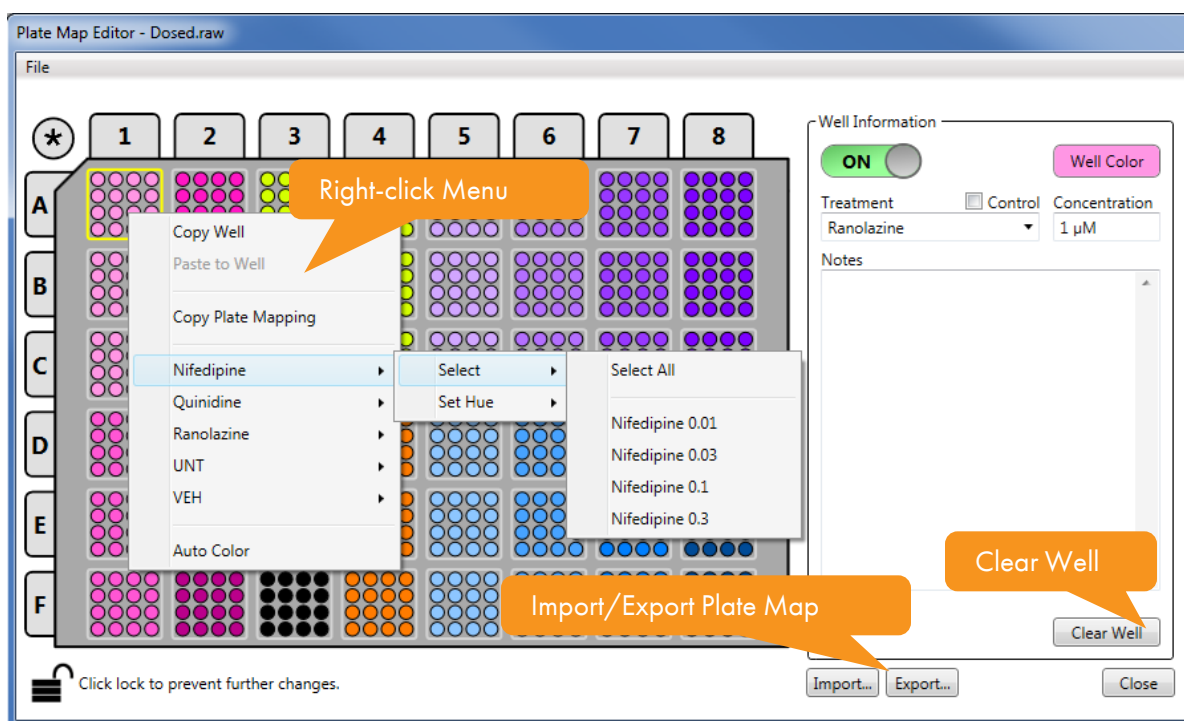 Plate Map Editor - Dosed.raw
File
* 1 2 3 4 5 6 7 8
A
B
C
D
E
F
Right-click Menu
Copy Well
Paste to Well
Copy Plate Mapping
Nifedipine
Quinidine
Ranolazine
UNT
VEH
Auto Color
Select
Set Hue
Select All
Nifedipine 0.01
Nifedipine 0.03
Nifedipine 0.1
Nifedipine 0.3
Well Information
ON
Well Color
Treatment
Control
Concentration
Ranolazine
1 µM
Notes
Clear Well
Import/Export Plate Map
Clear Well
Click lock to prevent further changes.
Import...
Export...
Close